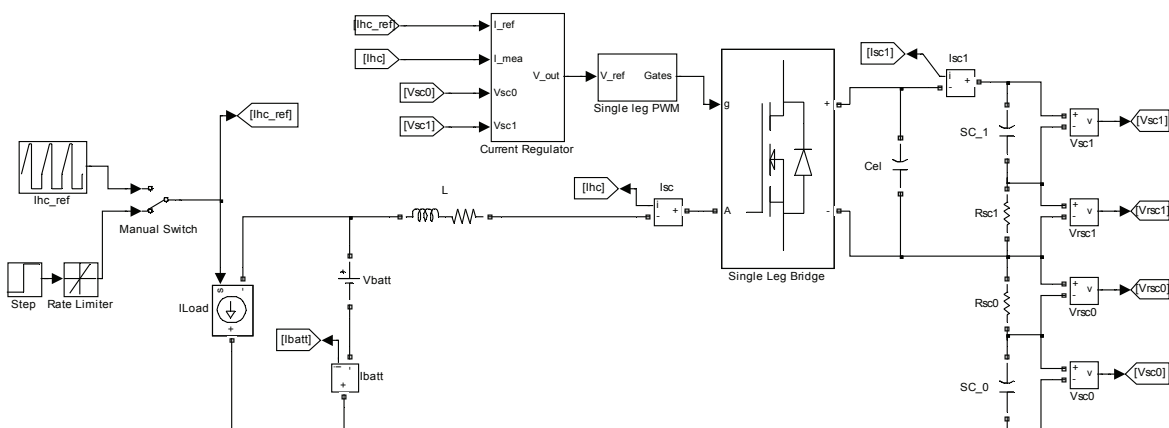 [Ihc_ref]
[Ihc]
[Vsc0]
[Vsc1]
I_ref
I_mea
Vsc0
Vsc1
V_out
Current Regulator
V_ref
Gates
Single leg PWM
g
A
+
-
Single Leg Bridge
[Isc1]
Isc1
i
+
-
[Ihc_ref]
Ihc_ref
Manual Switch
Step
Rate Limiter
s
-
+
ILoad
L
+
Vbatt
[Ibatt]
i
-
+
Ibatt
[Ihc]
Isc
i
+
-
Cel
SC_1
Rsc1
Rsc0
SC_0
+
-
v
Vsc1
[Vsc1]
+
-
v
Vrsc1
[Vrsc1]
+
-
v
Vrsc0
[Vrsc0]
+
-
v
Vsc0
[Vsc0]